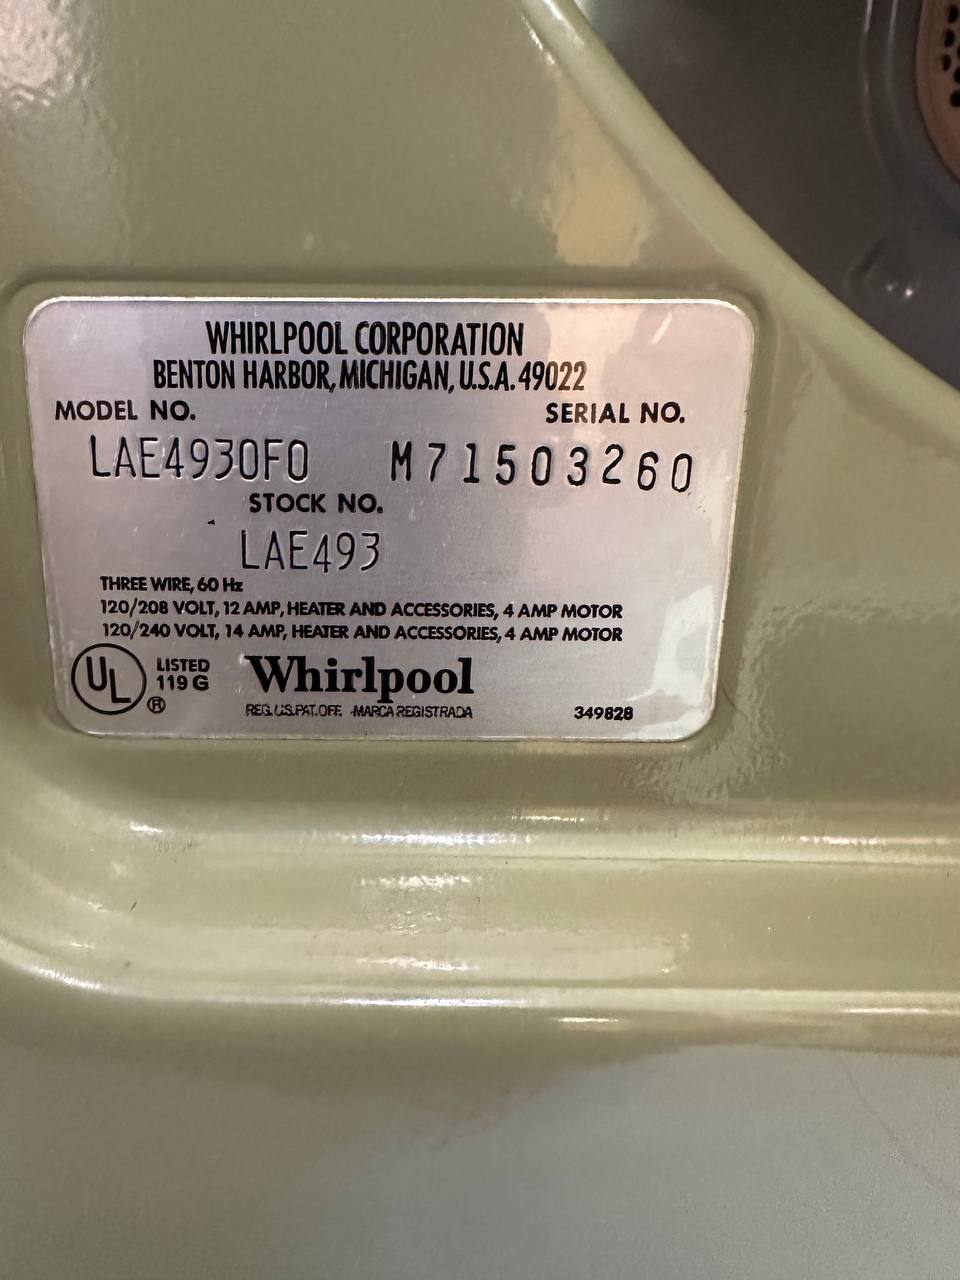 WHIRLPOOL CORPORATION
BENTON HARBOR, MICHIGAN, U.S.A. 49022
MODEL NO. SERIAL NO.
LAE4930F0 M71503260
STOCK NO.
LAE493
THREE WIRE, 60 Hz
120/208 VOLT, 12 AMP, HEATER AND ACCESSORIES, 4 AMP MOTOR
120/240 VOLT, 14 AMP, HEATER AND ACCESSORIES, 4 AMP MOTOR
UL ® LISTED 119 G
Whirlpool
REG. U.S. PAT. OFF. MARCA REGISTRADA 349828